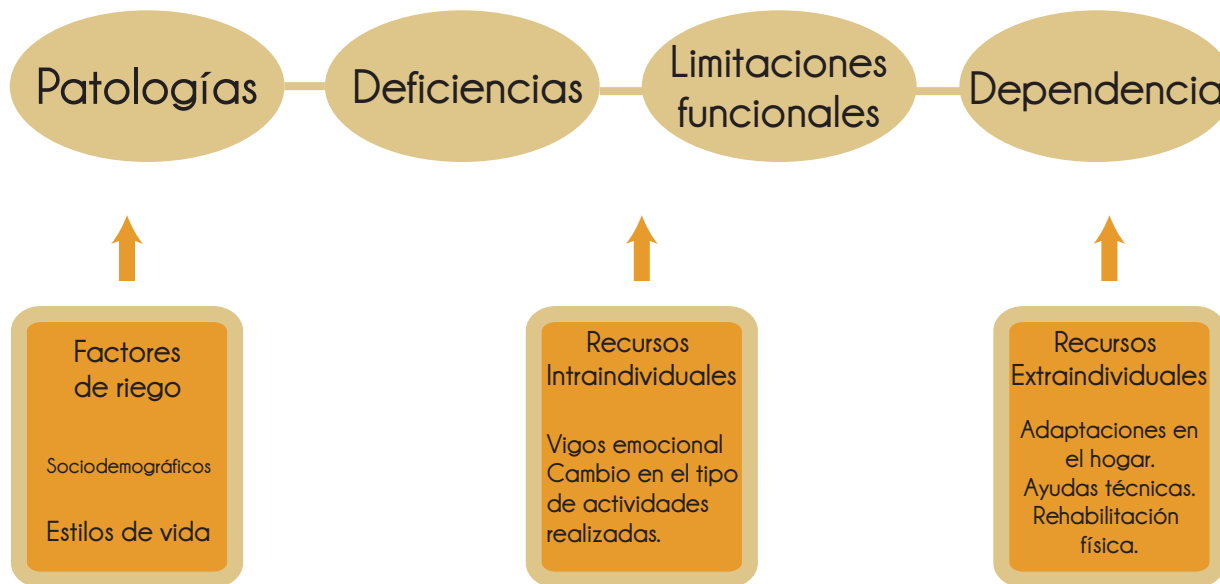 Patologías
Deficiencias
Limitaciones
funcionales
Dependencia
Factores
de riego
Sociodemográficos
Estilos de vida
Recursos
Intraindividuales
Vigos emocional
Cambio en el tipo
de actividades
realizadas.
Recursos
Extraindividuales
Adaptaciones en
el hogar.
Ayudas técnicas.
Rehabilitación
física.